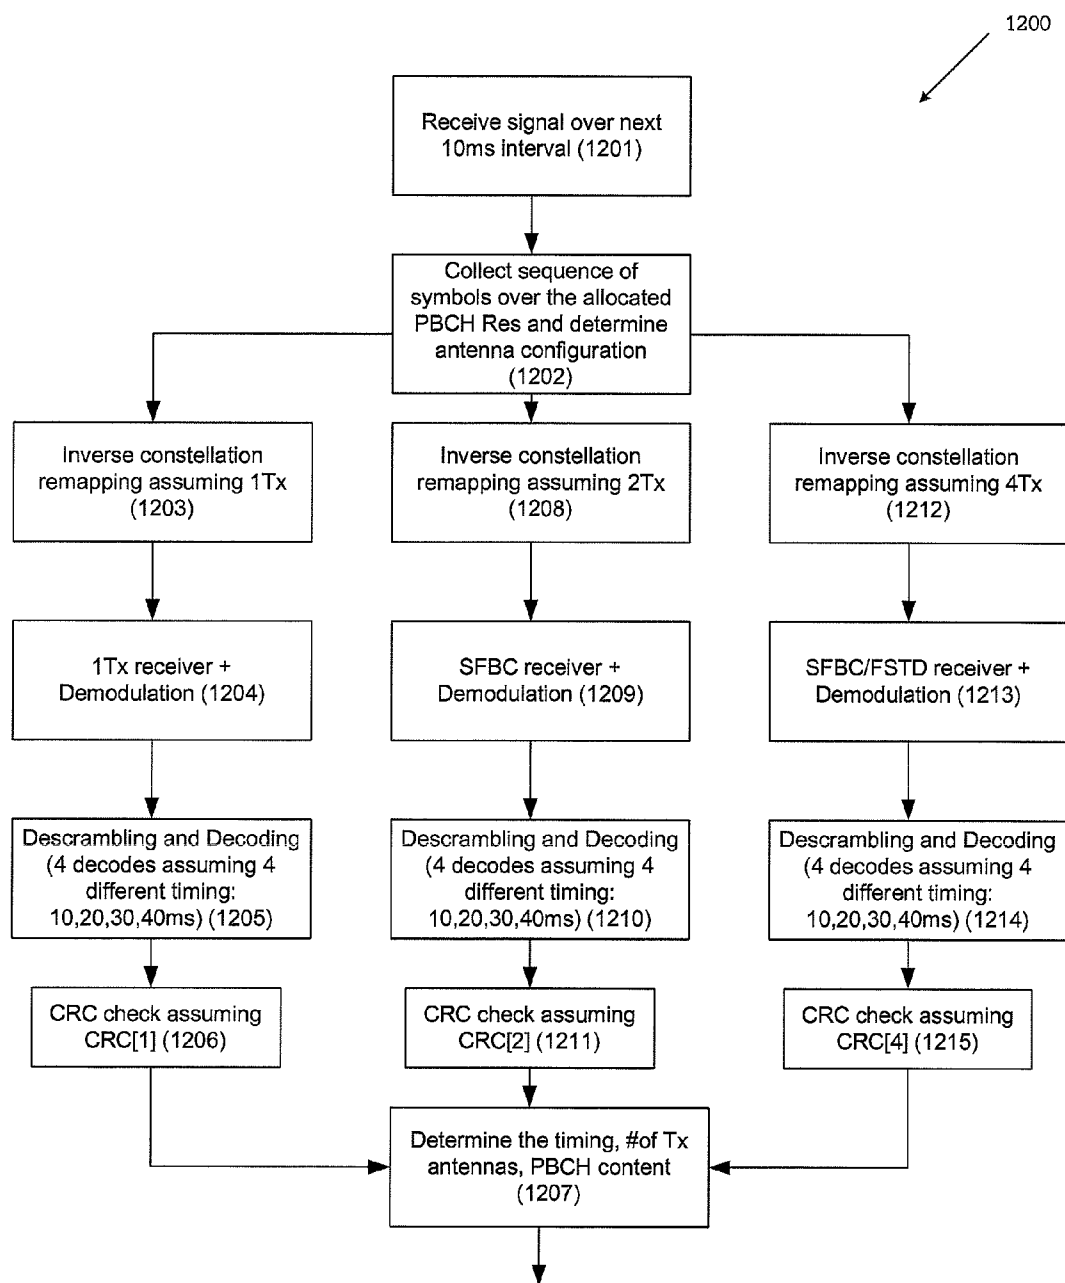 1200
Receive signal over next
10ms interval (1201)
Collect sequence of
symbols over the allocated
PBCH Res and determine
antenna configuration
(1202)
Inverse constellation
remapping assuming 1Tx
(1203)
Inverse constellation
remapping assuming 2Tx
(1208)
Inverse constellation
remapping assuming 4Tx
(1212)
1Tx receiver +
Demodulation (1204)
SFBC receiver +
Demodulation (1209)
SFBC/FSTD receiver +
Demodulation (1213)
Descrambling and Decoding
(4 decodes assuming 4
different timing:
10,20,30,40ms) (1205)
Descrambling and Decoding
(4 decodes assuming 4
different timing:
10,20,30,40ms) (1210)
Descrambling and Decoding
(4 decodes assuming 4
different timing:
10,20,30,40ms) (1214)
CRC check assuming
CRC[1] (1206)
CRC check assuming
CRC[2] (1211)
CRC check assuming
CRC[4] (1215)
Determine the timing, #of Tx
antennas, PBCH content
(1207)